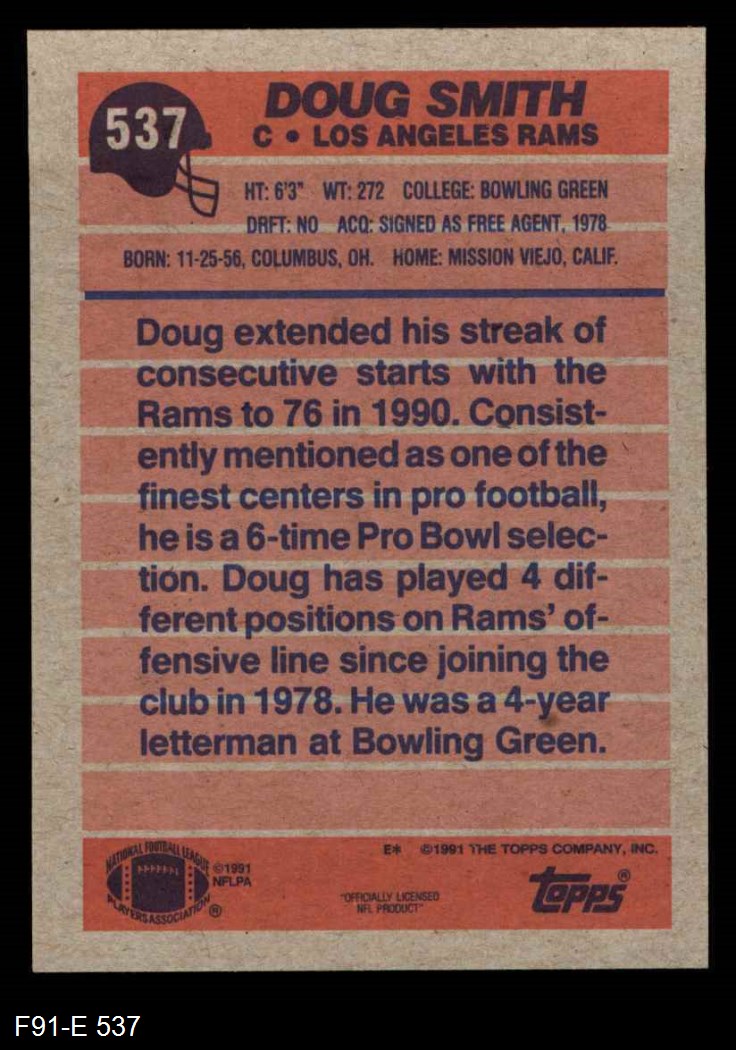 537
DOUG SMITH
C • LOS ANGELES RAMS
HT: 6'3" WT: 272 COLLEGE: BOWLING GREEN
DRFT: NO ACQ: SIGNED AS FREE AGENT, 1978
BORN: 11-25-56, COLUMBUS, OH. HOME: MISSION VIEJO, CALIF.
Doug extended his streak of
consecutive starts with the
Rams to 76 in 1990. Consist-
ently mentioned as one of the
finest centers in pro football,
he is a 6-time Pro Bowl selec-
tion. Doug has played 4 dif-
ferent positions on Rams' of-
fensive line since joining the
club in 1978. He was a 4-year
letterman at Bowling Green.
E* ©1991 THE TOPPS COMPANY, INC.
NATIONAL FOOTBALL LEAGUE
PLAYERS ASSOCIATION ®
©1991
NFLPA
"OFFICIALLY LICENSED
NFL PRODUCT"
Topps®
F91-E 537